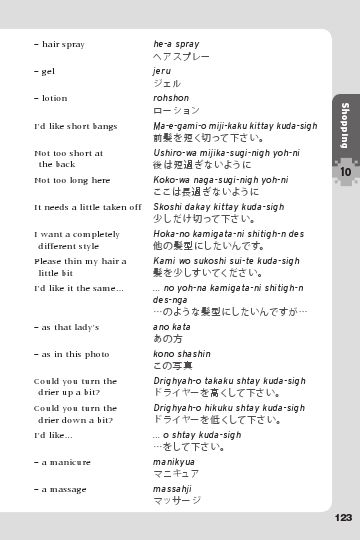 – hair spray
he-a spray
ヘアスプレー
– gel
jeru
ジェル
– lotion
rohshon
ローション
I'd like short bangs
Ma-e-gami-o miji-kaku kittay kuda-sigh
前髪を短く切って下さい。
Not too short at
the back
Ushiro-wa mijika-sugi-nigh yoh-ni
後は短過ぎないように
Not too long here
Koko-wa naga-sugi-nigh yoh-ni
ここは長過ぎないように
It needs a little taken off
Skoshi dakay kittay kuda-sigh
少しだけ切って下さい。
I want a completely
different style
Hoka-no kamigata-ni shitigh-n des
他の髪型にしたいんです。
Please thin my hair a
little bit
Kami wo sukoshi sui-te kuda-sigh
髪を少しすいてください。
I'd like it the same...
... no yoh-na kamigata-ni shitigh-n
des-nga
…のような髪型にしたいんですが…
– as that lady's
ano kata
あの方
– as in this photo
kono shashin
この写真
Could you turn the
drier up a bit?
Drighyah-o takaku shtay kuda-sigh
ドライヤーを高くして下さい。
Could you turn the
drier down a bit?
Drighyah-o hikuku shtay kuda-sigh
ドライヤーを低くして下さい。
I'd like...
... o shtay kuda-sigh
…をして下さい。
– a manicure
manikyua
マニキュア
– a massage
massahji
マッサージ
Shopping
10
123